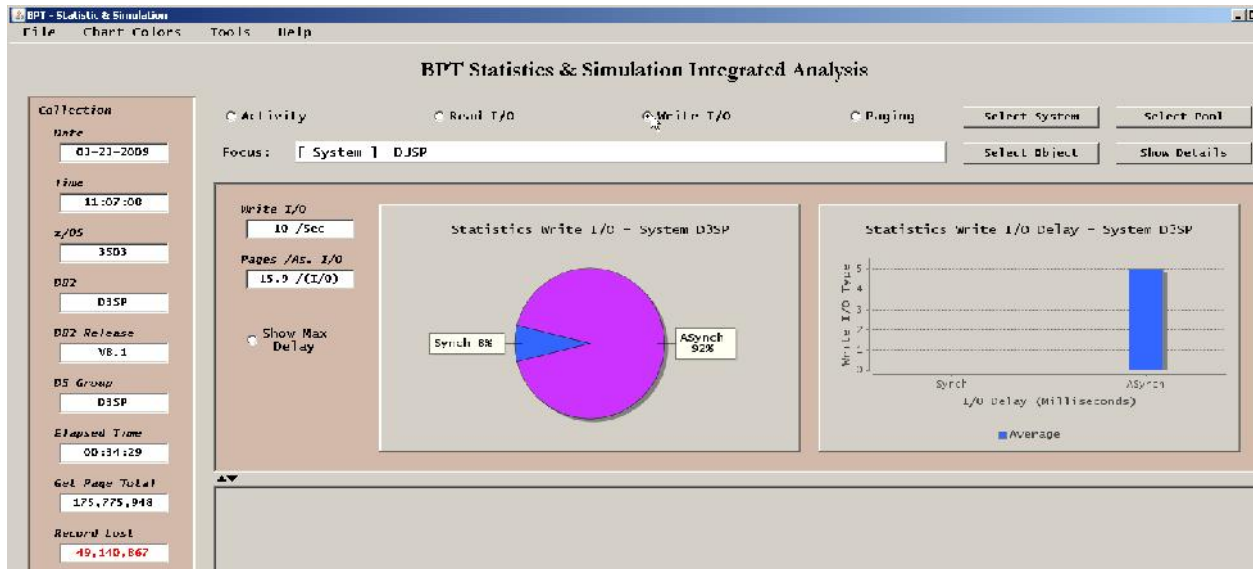 BPT - Statistic & Simulation
File Chart Colors Tools Help
BPT Statistics & Simulation Integrated Analysis
Collection
Date
03-23-2009
Time
11:07:00
z/OS
3SD3
DB2
D3SP
DB2 Release
V8.1
DS Group
D3SP
Elapsed Time
00:34:29
Get Page Total
175,775,948
Record Lost
49,140,867
Activity Read I/O Write I/O Paging Select System Select Pool
Focus: [ System ] D3SP Select Object Show Details
Write I/O
10 /Sec
Pages /As. I/O
15.9 /(I/O)
Show Max
Delay
Statistics Write I/O - System D3SP
Synch 8%
ASynch
92%
Statistics Write I/O Delay - System D3SP
Write I/O Type
5
4
3
2
1
0
Synch ASynch
I/O Delay (Milliseconds)
Average